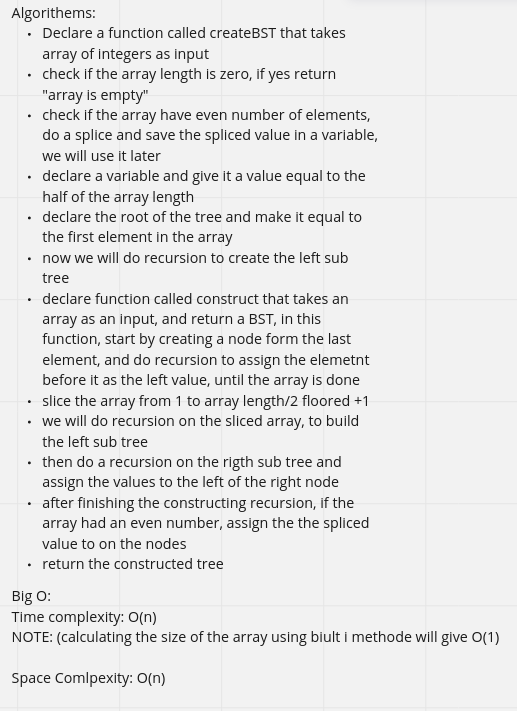 Algorithems:
• Declare a function called createBST that takes
array of integers as input
• check if the array length is zero, if yes return
"array is empty"
• check if the array have even number of elements,
do a splice and save the spliced value in a variable,
we will use it later
• declare a variable and give it a value equal to the
half of the array length
• declare the root of the tree and make it equal to
the first element in the array
• now we will do recursion to create the left sub
tree
• declare function called construct that takes an
array as an input, and return a BST, in this
function, start by creating a node form the last
element, and do recursion to assign the elemetnt
before it as the left value, until the array is done
• slice the array from 1 to array length/2 floored +1
• we will do recursion on the sliced array, to build
the left sub tree
• then do a recursion on the rigth sub tree and
assign the values to the left of the right node
• after finishing the constructing recursion, if the
array had an even number, assign the the spliced
value to on the nodes
• return the constructed tree
Big O:
Time complexity: O(n)
NOTE: (calculating the size of the array using biult i methode will give O(1)
Space Comlpexity: O(n)